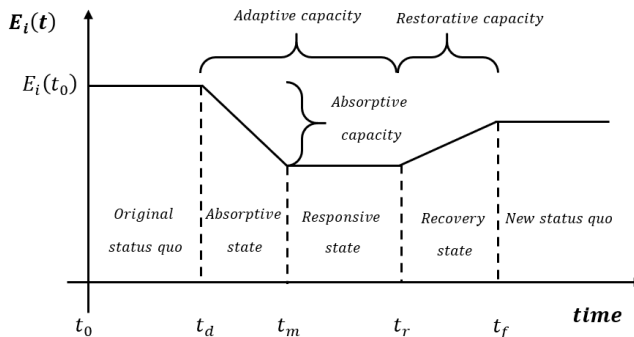 E_i(t)
Adaptive capacity
Restorative capacity
E_i(t_0)
Absorptive
capacity
Original
status quo
Absorptive
state
Responsive
state
Recovery
state
New status quo
time
t_0
t_d
t_m
t_r
t_f